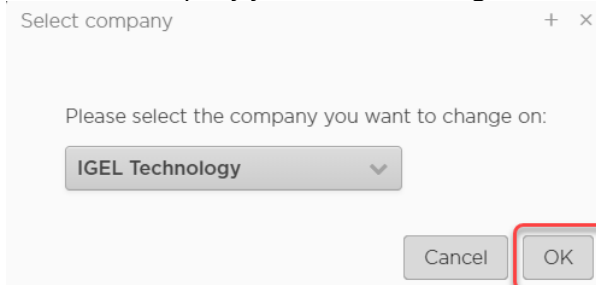 Select company
Please select the company you want to change on:
IGEL Technology
Cancel OK